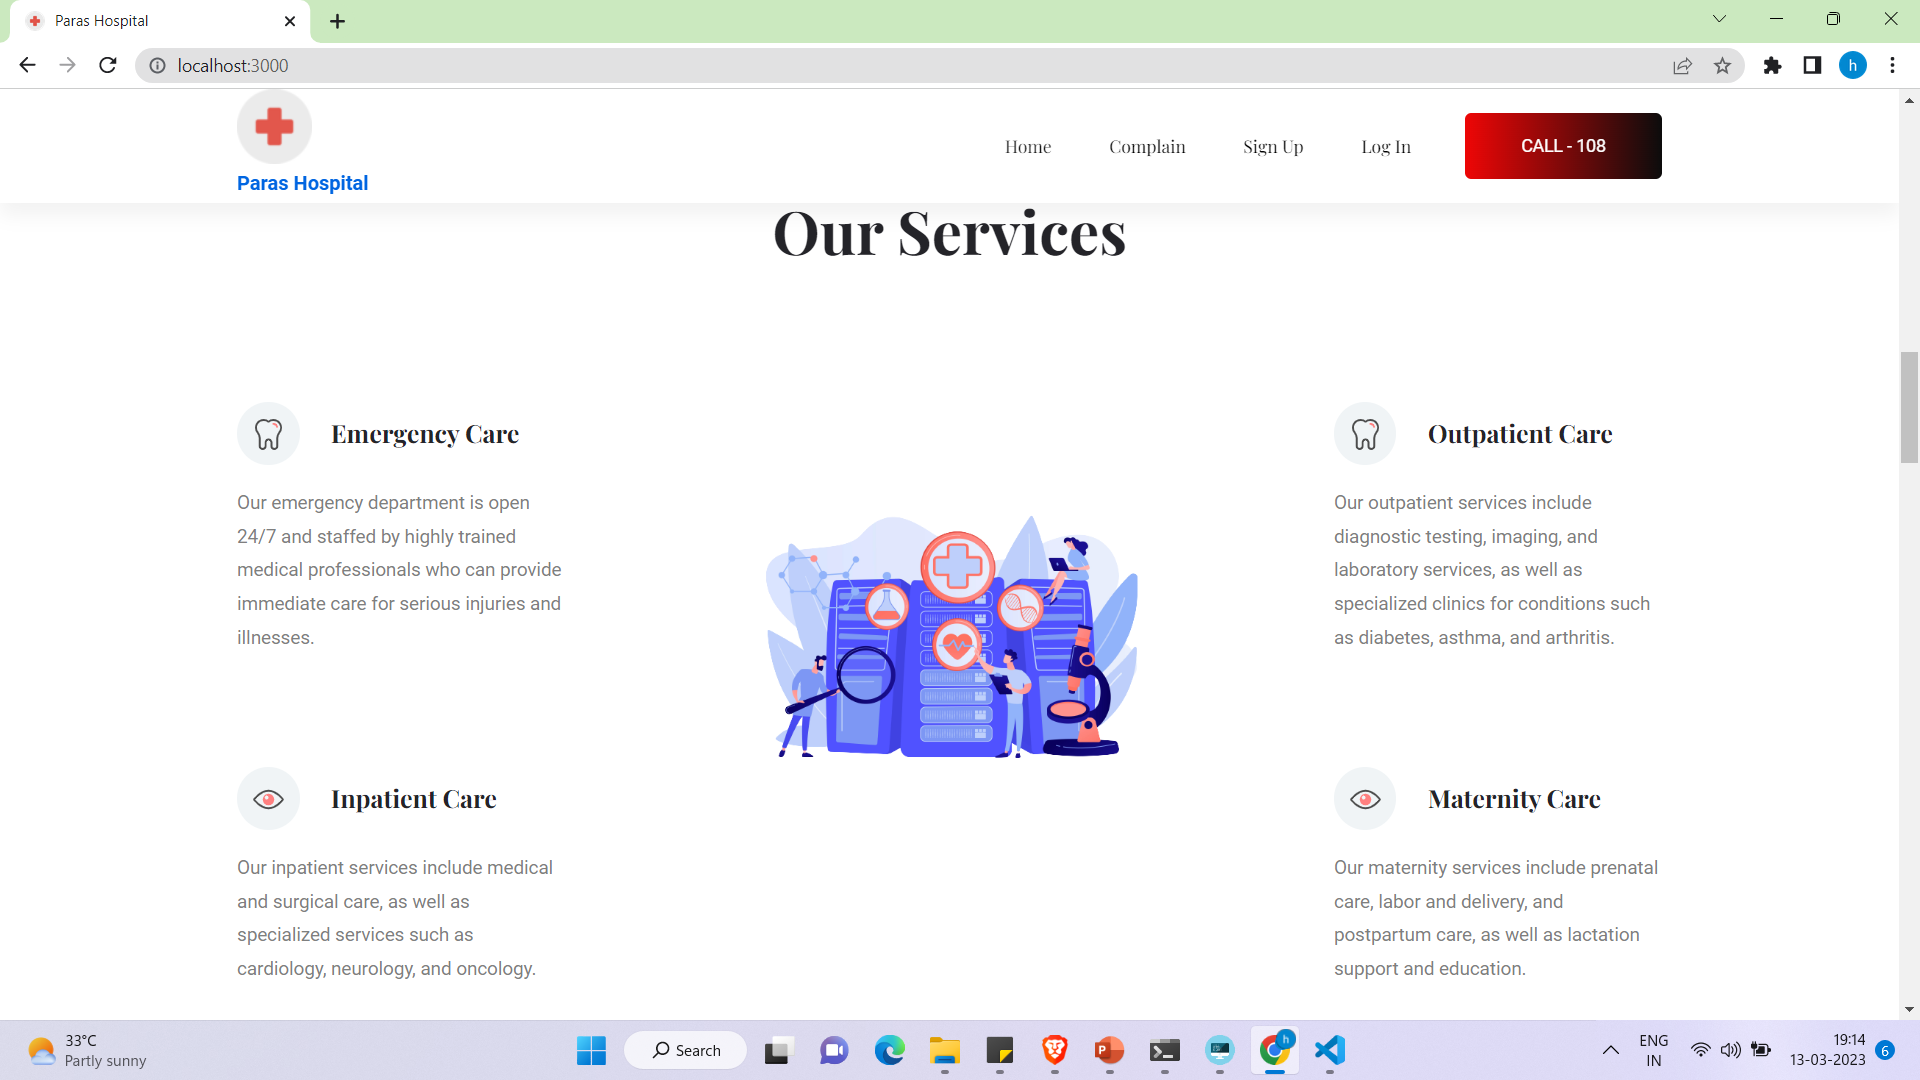 Paras Hospital
localhost:3000
h
Paras Hospital
Home
Complain
Sign Up
Log In
CALL - 108
Our Services
Emergency Care
Our emergency department is open
24/7 and staffed by highly trained
medical professionals who can provide
immediate care for serious injuries and
illnesses.
Outpatient Care
Our outpatient services include
diagnostic testing, imaging, and
laboratory services, as well as
specialized clinics for conditions such
as diabetes, asthma, and arthritis.
Inpatient Care
Our inpatient services include medical
and surgical care, as well as
specialized services such as
cardiology, neurology, and oncology.
Maternity Care
Our maternity services include prenatal
care, labor and delivery, and
postpartum care, as well as lactation
support and education.
33°C
Partly sunny
Search
P
h
ENG
IN
19:14
13-03-2023
6